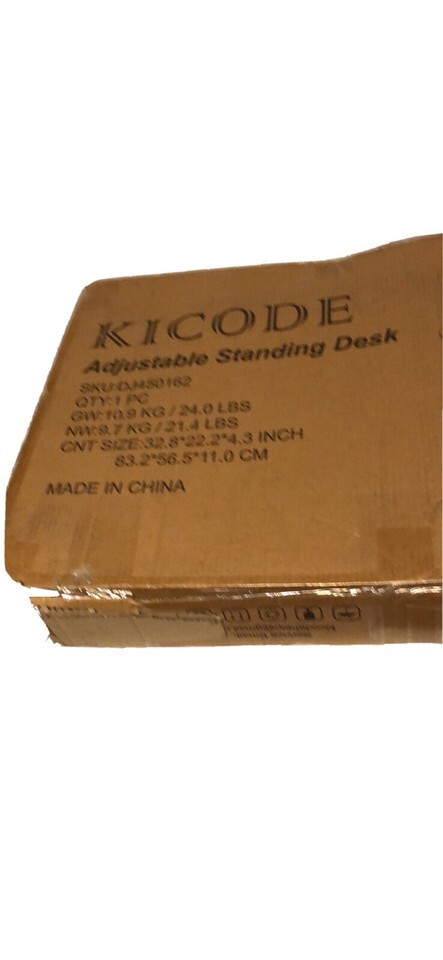 KICODE
Adjustable Standing Desk
SKU:DJ450162
QTY:1 PC
GW:10.9 KG / 24.0 LBS
NW:9.7 KG / 21.4 LBS
CNT SIZE:32.8*22.2*4.3 INCH
83.2*56.5*11.0 CM
MADE IN CHINA